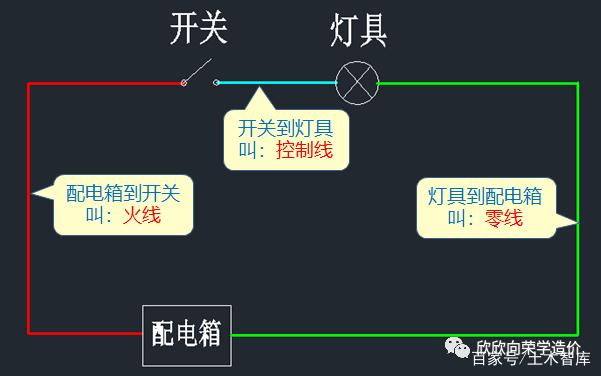 开关
灯具
开关到灯具
叫：控制线
配电箱到开关
叫：火线
灯具到配电箱
叫：零线
配电箱
欣欣向荣学造价
百家号/土木智库